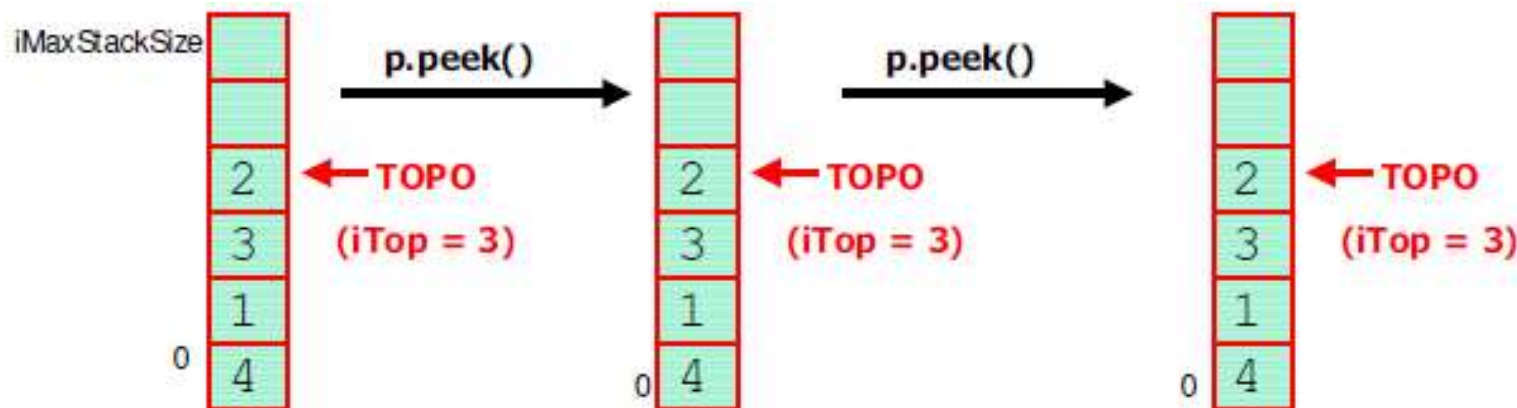 iMaxStackSize
p.peek()
p.peek()
2
TOPO
2
TOPO
2
TOPO
3
(iTop = 3)
3
(iTop = 3)
3
(iTop = 3)
1
1
1
0
4
0
4
0
4